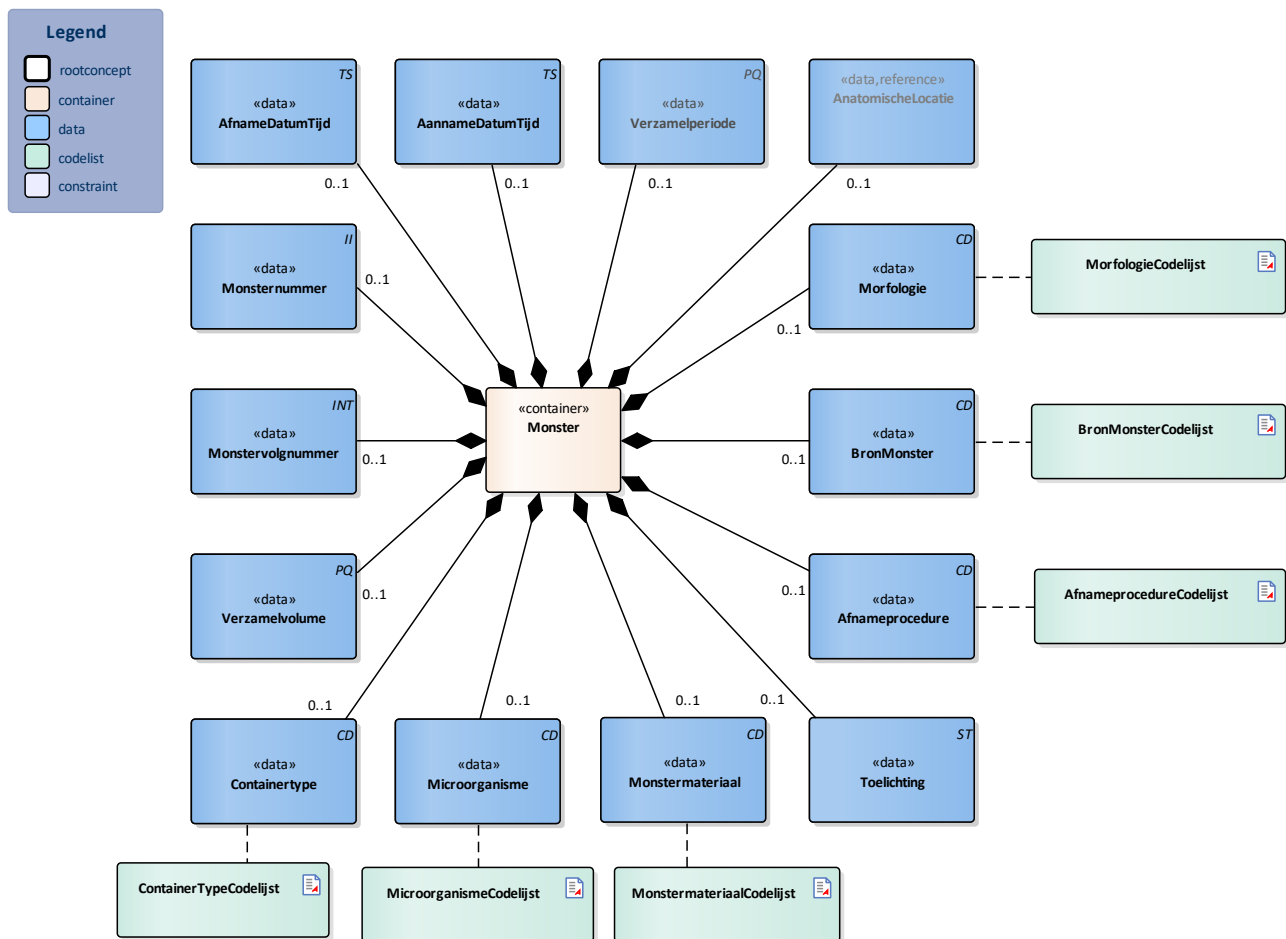 Legend
rootconcept
container
data
codelist
constraint
TS
«data»
AfnameDatumTijd
0..1
TS
«data»
AannameDatumTijd
0..1
PQ
«data»
Verzamelperiode
0..1
«data,reference»
AnatomischeLocatie
0..1
II
«data»
Monsternummer
0..1
CD
«data»
Morfologie
0..1
MorfologieCodelijst
INT
«data»
Monstervolgnummer
0..1
«container»
Monster
CD
«data»
BronMonster
0..1
BronMonsterCodelijst
PQ
«data»
Verzamelvolume
0..1
CD
«data»
Afnameprocedure
0..1
AfnameprocedureCodelijst
0..1
CD
«data»
Containertype
0..1
CD
«data»
Microorganisme
0..1
CD
«data»
Monstermateriaal
0..1
ST
«data»
Toelichting
ContainerTypeCodelijst
MicroorganismeCodelijst
MonstermateriaalCodelijst